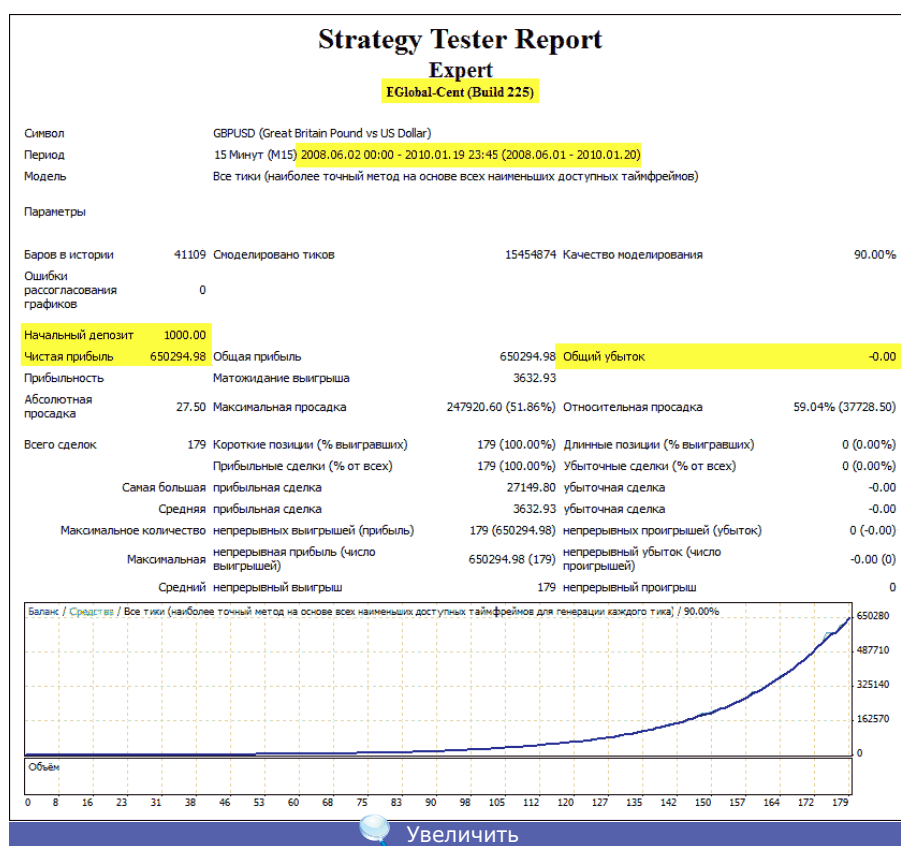 Strategy Tester Report
Expert
EGlobal-Cent (Build 225)
Символ GBPUSD (Great Britain Pound vs US Dollar)
Период 15 Минут (M15) 2008.06.02 00:00 - 2010.01.19 23:45 (2008.06.01 - 2010.01.20)
Модель Все тики (наиболее точный метод на основе всех наименьших доступных таймфреймов)
Параметры
Баров в истории 41109 Смоделировано тиков 15454874 Качество моделирования 90.00%
Ошибки
рассогласования 0
графиков
Начальный депозит 1000.00
Чистая прибыль 650294.98 Общая прибыль 650294.98 Общий убыток -0.00
Прибыльность Матожидание выигрыша 3632.93
Абсолютная
просадка 27.50 Максимальная просадка 247920.60 (51.86%) Относительная просадка 59.04% (37728.50)
Всего сделок 179 Короткие позиции (% выигравших) 179 (100.00%) Длинные позиции (% выигравших) 0 (0.00%)
Прибыльные сделки (% от всех) 179 (100.00%) Убыточные сделки (% от всех) 0 (0.00%)
Самая большая прибыльная сделка 27149.80 убыточная сделка -0.00
Средняя прибыльная сделка 3632.93 убыточная сделка -0.00
Максимальное количество непрерывных выигрышей (прибыль) 179 (650294.98) непрерывных проигрышей (убыток) 0 (-0.00)
Максимальная непрерывная прибыль (число выигрышей) 650294.98 (179) непрерывный убыток (число проигрышей) -0.00 (0)
Средний непрерывный выигрыш 179 непрерывный проигрыш 0
Баланс / Средства / Все тики (наиболее точный метод на основе всех наименьших доступных таймфреймов для генерации каждого тика) / 90.00%
650280
487710
325140
162570
0
Объём
0 8 16 23 31 38 46 53 60 68 75 83 90 98 105 112 120 127 135 142 150 157 164 172 179
Увеличить